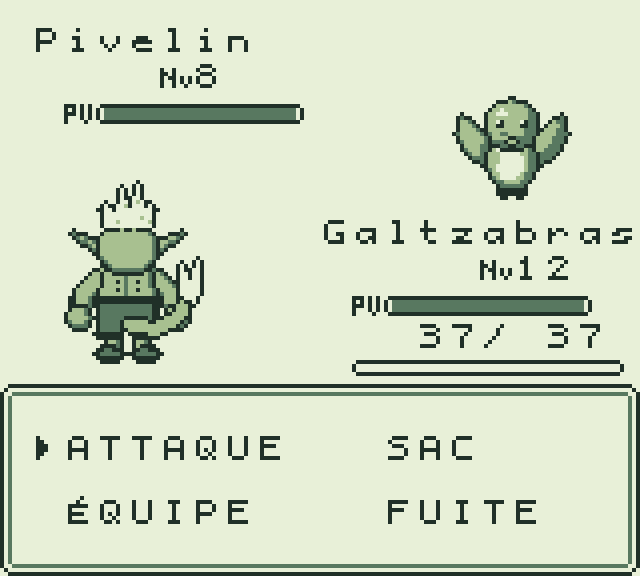 Pivelin
Nv8
PV
Galtzabras
Nv12
PV
37/ 37
ATTAQUE SAC
ÉQUIPE FUITE